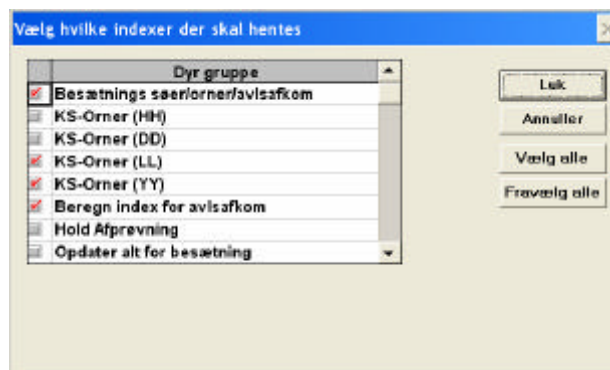 Vælg hvilke indexer der skal hentes
Dyr gruppe
Besætnings søer/orner/avlsafkom
KS-Orner (HH)
KS-Orner (DD)
KS-Orner (LL)
KS-Orner (YY)
Beregn index for avlsafkom
Hold Afprøvning
Opdater alt for besætning
Luk
Annuller
Vælg alle
Fravælg alle